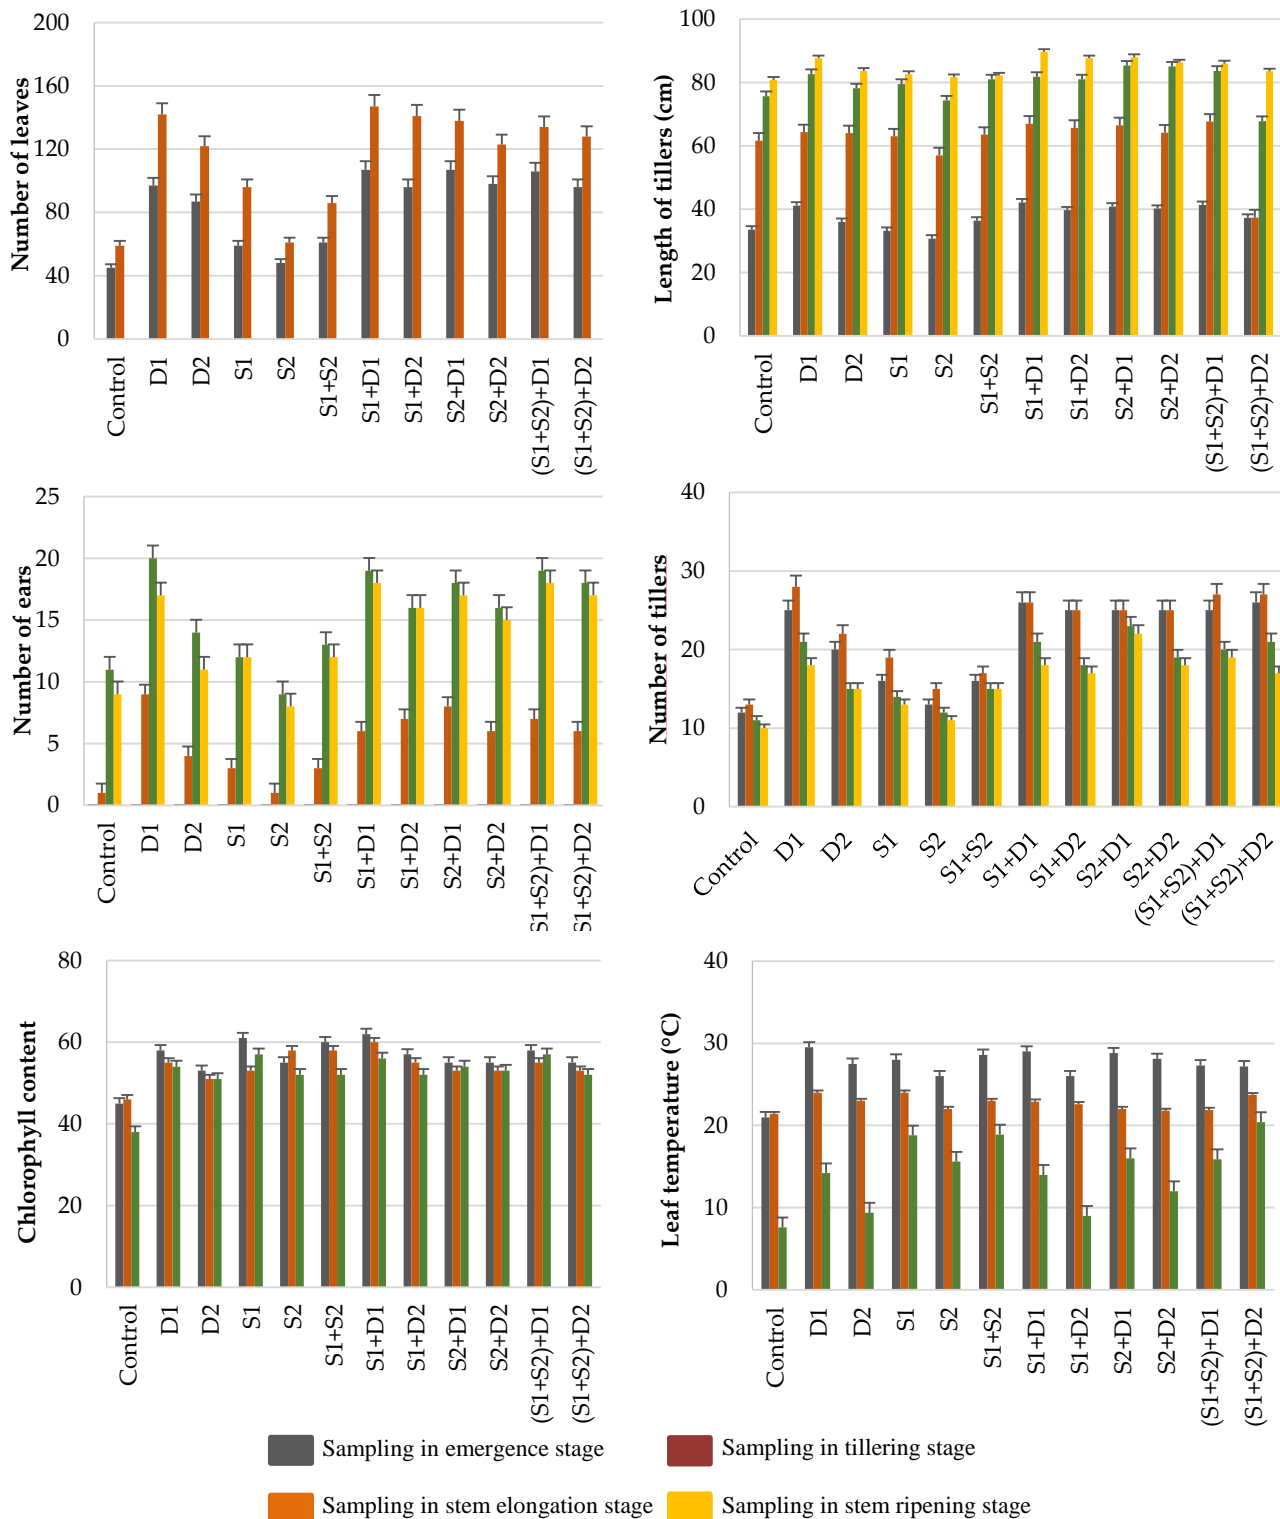 Number of leaves
200
160
120
80
40
0
Control
D1
D2
S1
S2
S1+S2
S1+D1
S1+D2
S2+D1
S2+D2
(S1+S2)+D1
(S1+S2)+D2
Length of tillers (cm)
100
80
60
40
20
0
Control
D1
D2
S1
S2
S1+S2
S1+D1
S1+D2
S2+D1
S2+D2
(S1+S2)+D1
(S1+S2)+D2
Number of ears
25
20
15
10
5
0
Control
D1
D2
S1
S2
S1+S2
S1+D1
S1+D2
S2+D1
S2+D2
S1+S2)+D1
S1+S2)+D2
Number of tillers
40
30
20
10
0
Control
D1
D2
S1
S2
S1+S2
S1+D1
S1+D2
S2+D1
S2+D2
(S1+S2)+D1
(S1+S2)+D2
Chlorophyll content
80
60
40
20
0
Control
D1
D2
S1
S2
S1+S2
S1+D1
S1+D2
S2+D1
S2+D2
(S1+S2)+D1
(S1+S2)+D2
Leaf temperature (°C)
40
30
20
10
0
Control
D1
D2
S1
S2
S1+S2
S1+D1
S1+D2
S2+D1
S2+D2
(S1+S2)+D1
(S1+S2)+D2
Sampling in emergence stage
Sampling in tillering stage
Sampling in stem elongation stage
Sampling in stem ripening stage